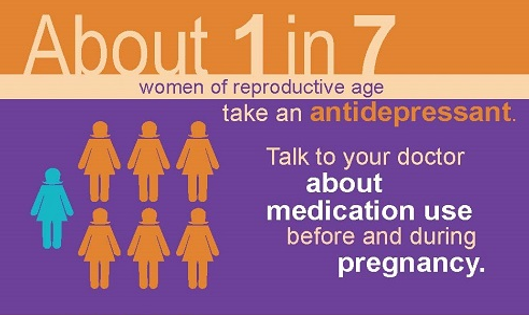 About 1 in 7
women of reproductive age
take an antidepressant.
Talk to your doctor
about
medication use
before and during
pregnancy.